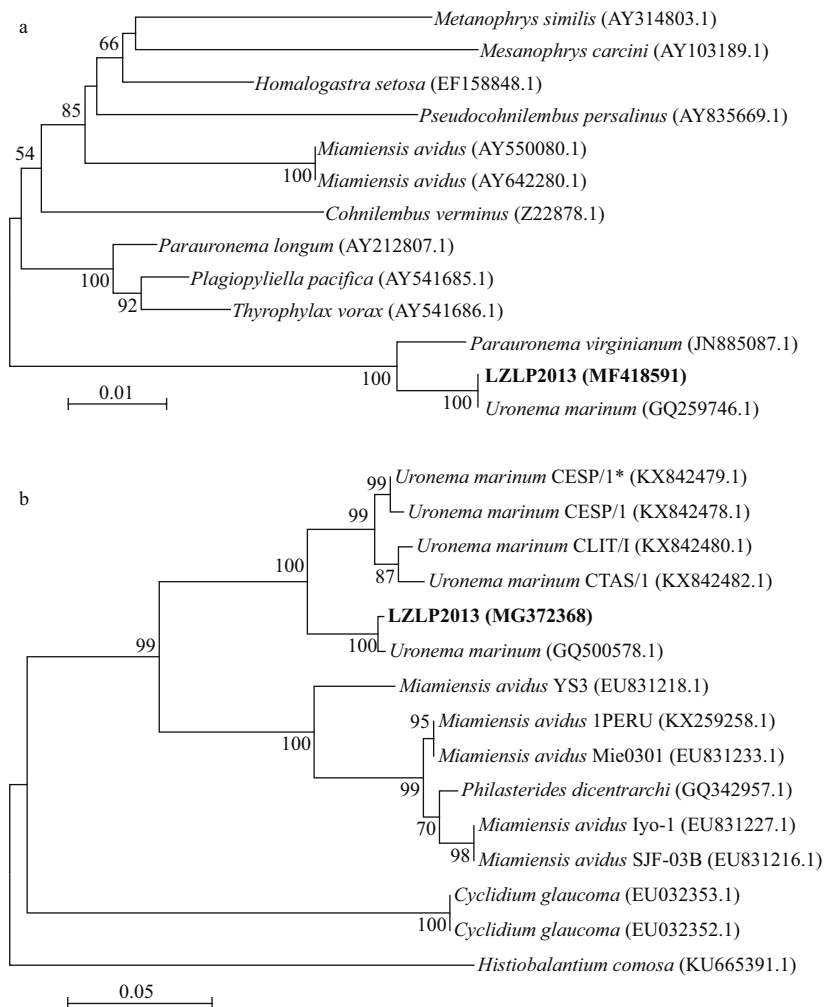 a
Metanophrys similis (AY314803.1)
66
Mesanophrys carcini (AY103189.1)
Homalogastra setosa (EF158848.1)
85
Pseudocohnilembus persalinus (AY835669.1)
Miamiensis avidus (AY550080.1)
54
100
Miamiensis avidus (AY642280.1)
Cohnilembus verminus (Z22878.1)
Parauronema longum (AY212807.1)
100
Plagiopyliella pacifica (AY541685.1)
92
Thyrophylax vorax (AY541686.1)
Parauronema virginianum (JN885087.1)
100
LZLP2013 (MF418591)
0.01
100
Uronema marinum (GQ259746.1)
b
Uronema marinum CESP/1* (KX842479.1)
99
Uronema marinum CESP/1 (KX842478.1)
99
Uronema marinum CLIT/I (KX842480.1)
100
87
Uronema marinum CTAS/1 (KX842482.1)
LZLP2013 (MG372368)
99
100
Uronema marinum (GQ500578.1)
Miamiensis avidus YS3 (EU831218.1)
95
Miamiensis avidus 1PERU (KX259258.1)
100
Miamiensis avidus Mie0301 (EU831233.1)
99
Philasterides dicentrarchi (GQ342957.1)
70
Miamiensis avidus Iyo-1 (EU831227.1)
98
Miamiensis avidus SJF-03B (EU831216.1)
Cyclidium glaucoma (EU032353.1)
100
Cyclidium glaucoma (EU032352.1)
Histiobalantium comosa (KU665391.1)
0.05